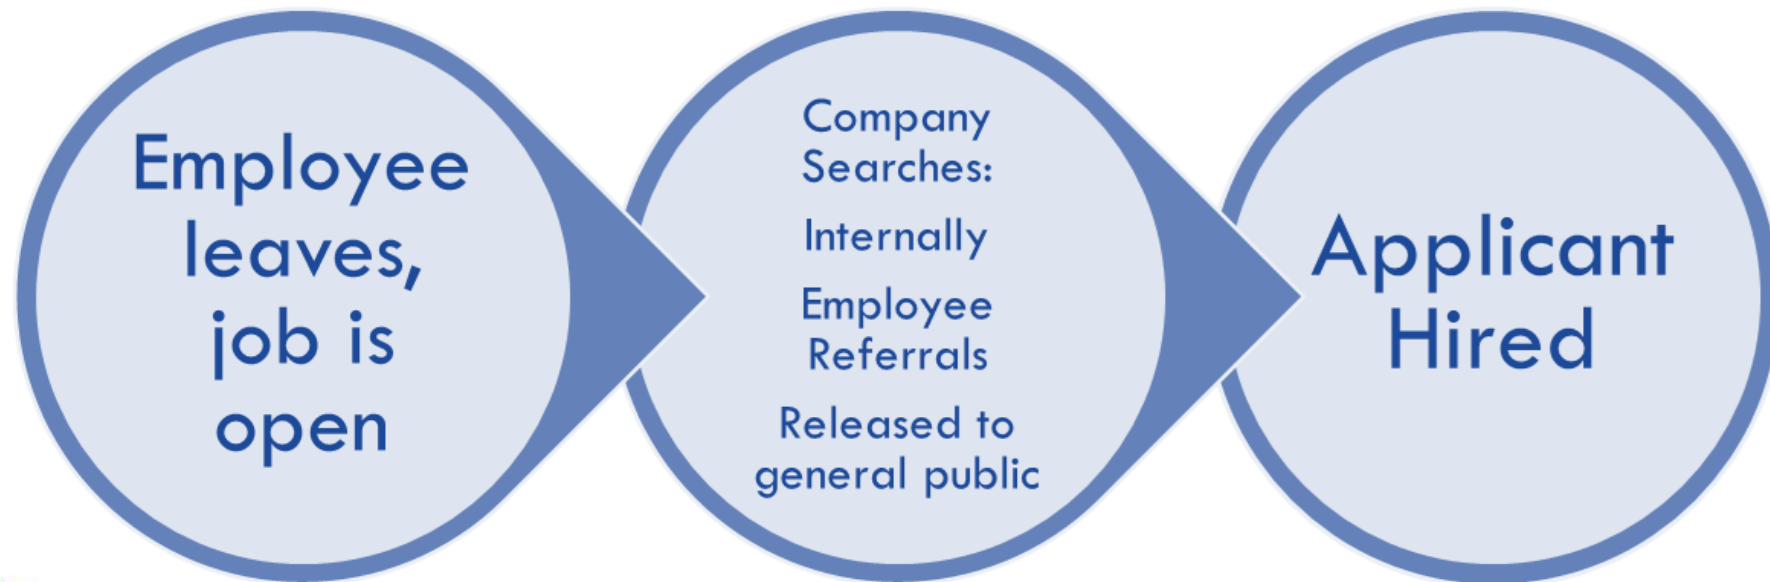 Employee
leaves,
job is
open
Company
Searches:
Internally
Employee
Referrals
Released to
general public
Applicant
Hired